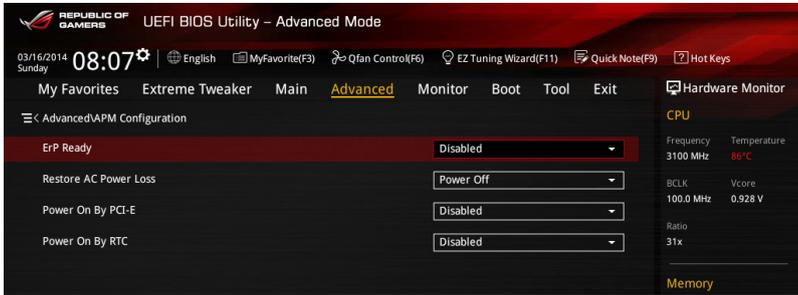 REPUBLIC OF
GAMERS
UEFI BIOS Utility – Advanced Mode
03/16/2014
Sunday
08:07
English
MyFavorite(F3)
Qfan Control(F6)
EZ Tuning Wizard(F11)
Quick Note(F9)
? Hot Keys
My Favorites
Extreme Tweaker
Main
Advanced
Monitor
Boot
Tool
Exit
Hardware Monitor
< Advanced\APM Configuration
ErP Ready
Disabled
Restore AC Power Loss
Power Off
Power On By PCI-E
Disabled
Power On By RTC
Disabled
CPU
Frequency
Temperature
3100 MHz
86°C
BCLK
Vcore
100.0 MHz
0.928 V
Ratio
31x
Memory